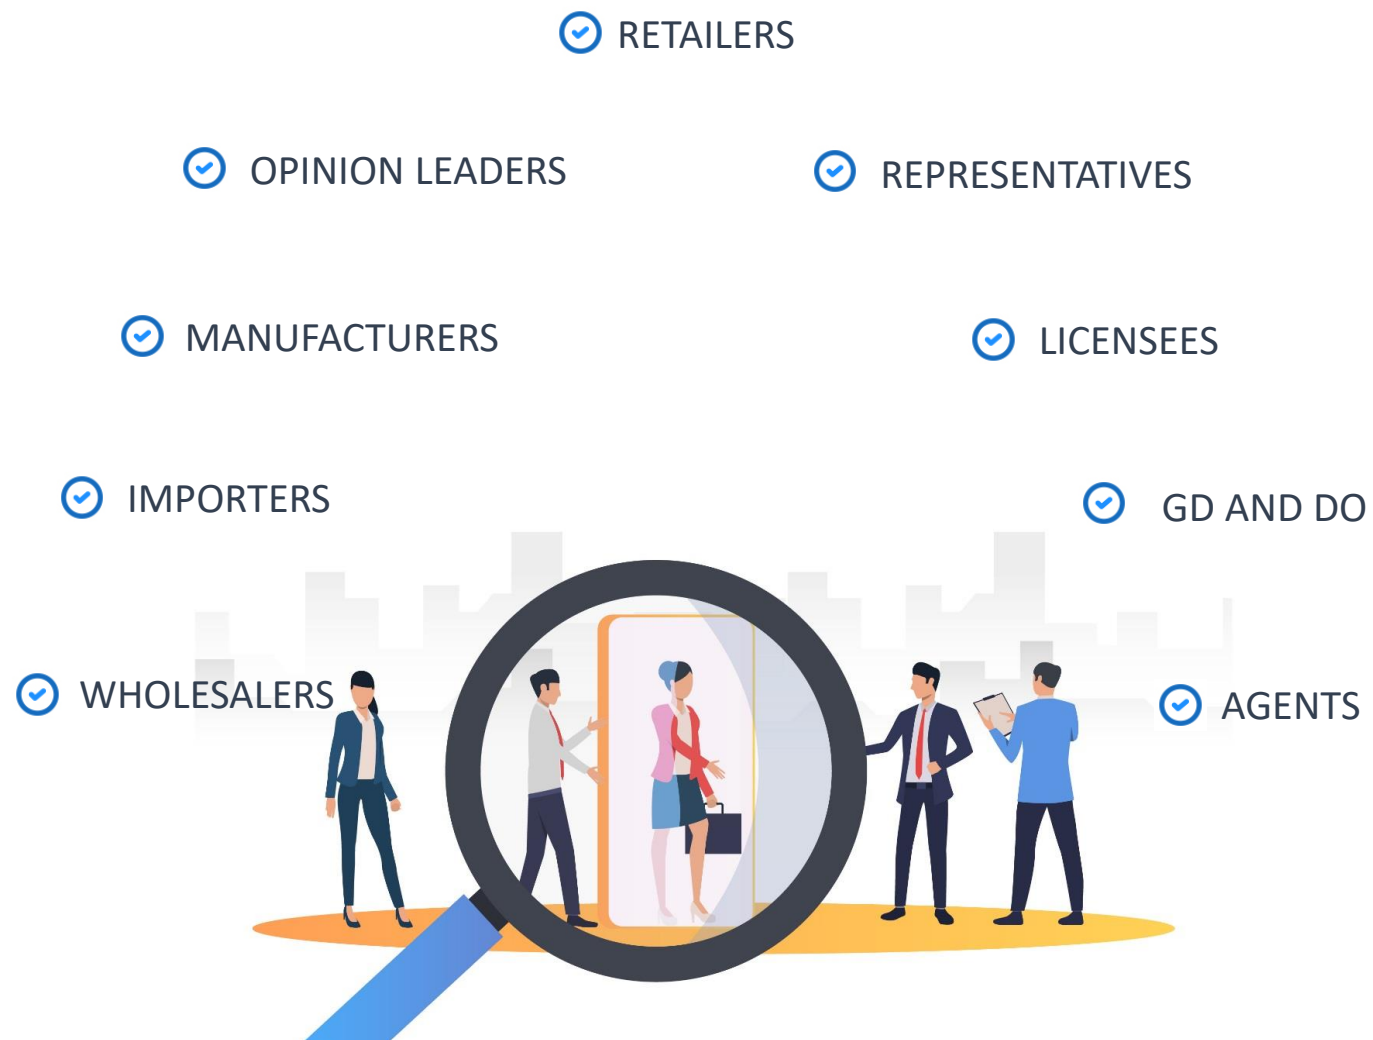 RETAILERS
OPINION LEADERS
REPRESENTATIVES
MANUFACTURERS
LICENSEES
IMPORTERS
GD AND DO
WHOLESALERS
AGENTS